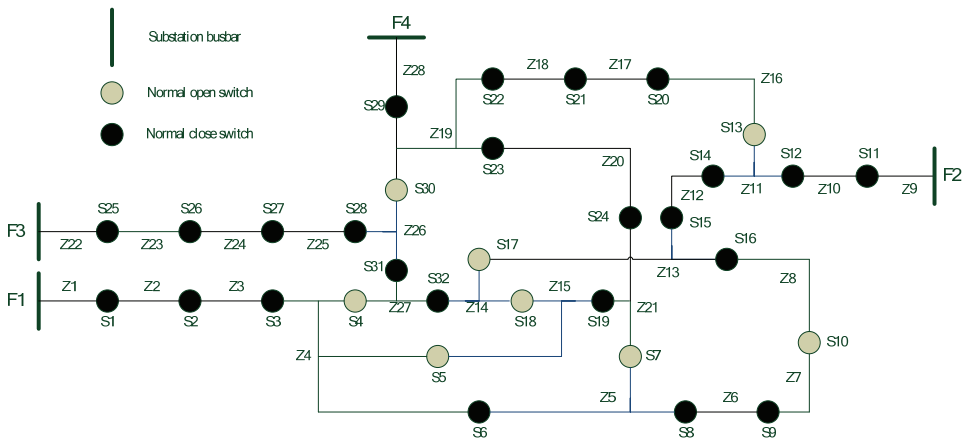 F4
Substation busbar
Z28
Z18
Z17
Z16
Normal open switch
S29
S22
S21
S20
Normal close switch
S13
Z19
S23
Z20
S14
S12
S11
F2
Z12
Z11
Z10
Z9
S30
S25
S26
S27
S28
S24
S15
F3
Z22
Z23
Z24
Z25
Z26
S17
S16
S31
S32
Z13
Z8
F1
Z1
Z2
Z3
Z15
S1
S2
S3
S4
Z27
Z14
S18
S19
Z21
Z4
S5
S7
S10
Z7
Z5
Z6
S6
S8
S9